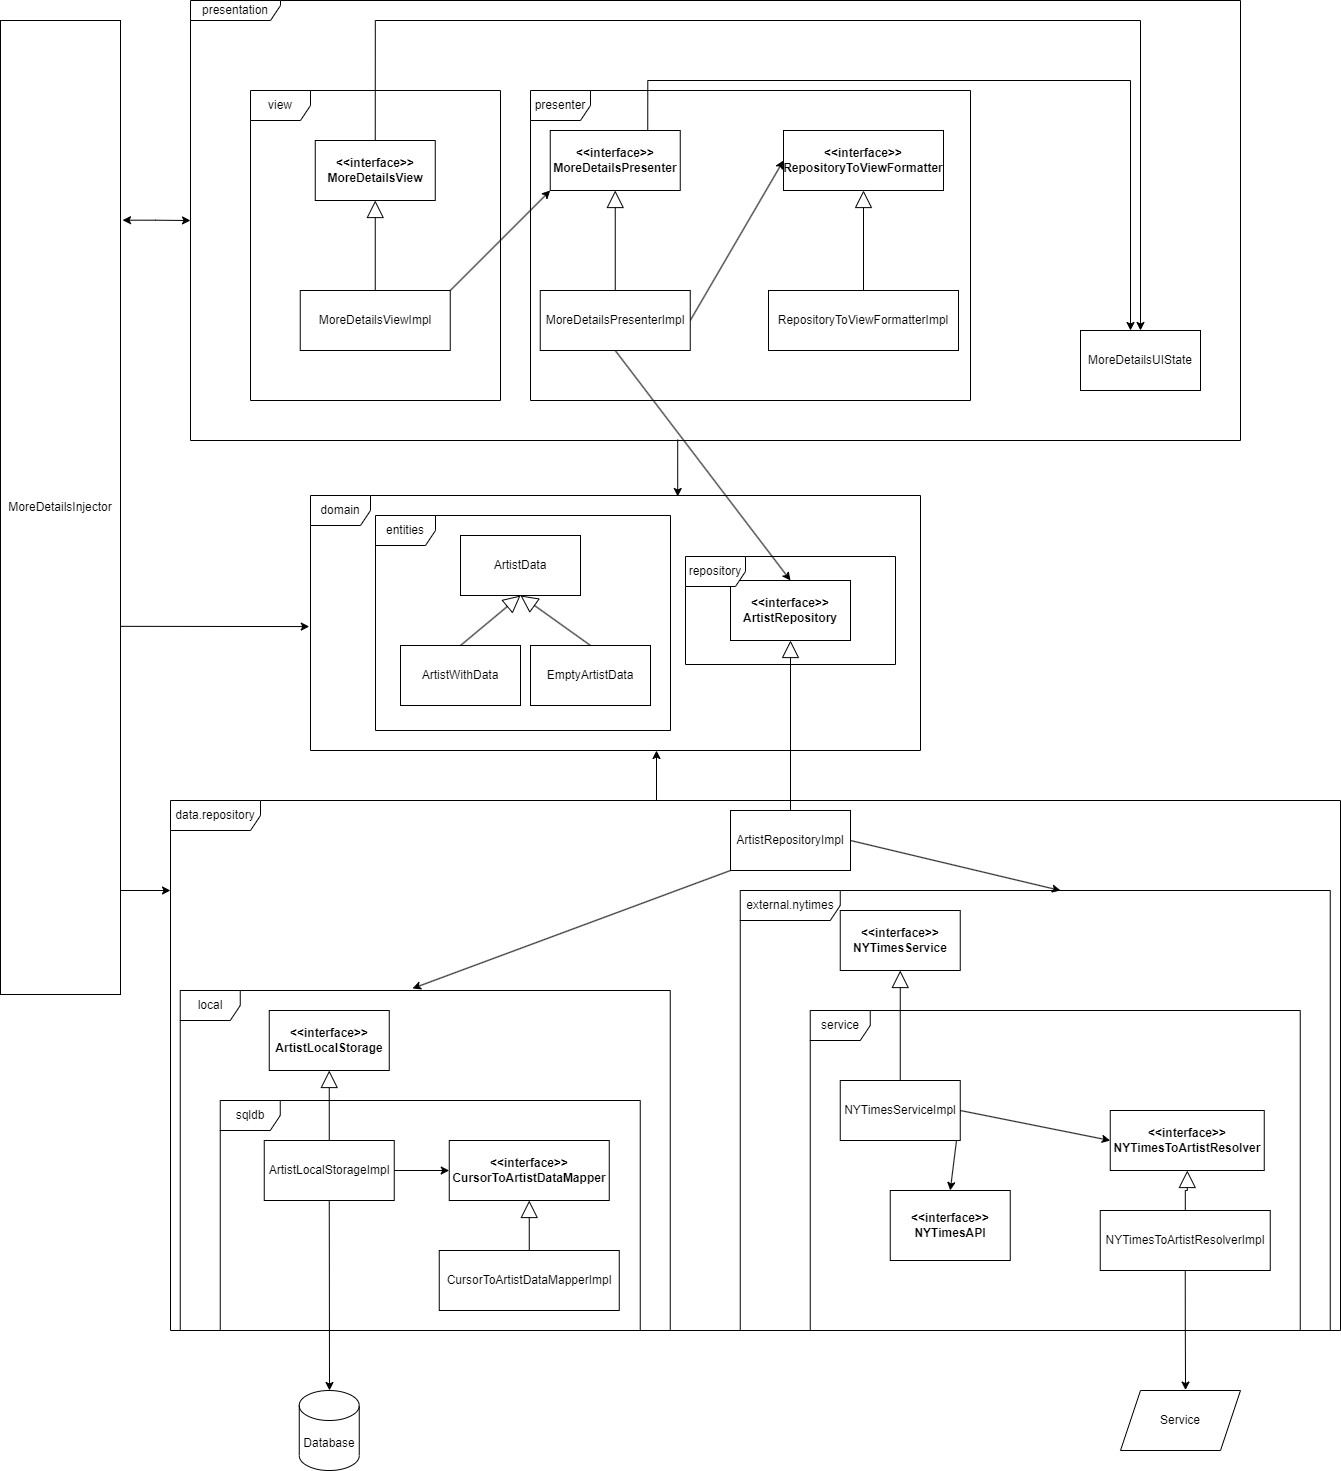 presentation
view
<<interface>>
MoreDetailsView
MoreDetailsViewImpl
presenter
<<interface>>
MoreDetailsPresenter
<<interface>>
RepositoryToViewFormatter
MoreDetailsPresenterImpl
RepositoryToViewFormatterImpl
MoreDetailsUIState
MoreDetailsInjector
domain
entities
ArtistData
ArtistWithData
EmptyArtistData
repository
<<interface>>
ArtistRepository
data.repository
ArtistRepositoryImpl
local
<<interface>>
ArtistLocalStorage
sqldb
ArtistLocalStorageImpl
<<interface>>
CursorToArtistDataMapper
CursorToArtistDataMapperImpl
external.nytimes
<<interface>>
NYTimesService
service
NYTimesServiceImpl
<<interface>>
NYTimesToArtistResolver
<<interface>>
NYTimesAPI
NYTimesToArtistResolverImpl
Database
Service